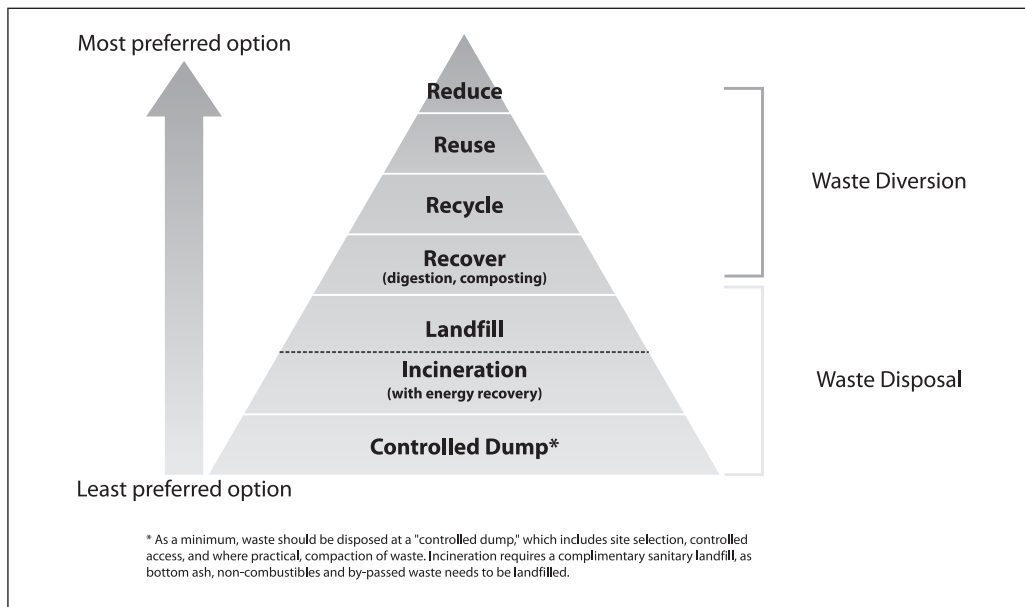 Most preferred option
Reduce
Reuse
Recycle
Recover
(digestion, composting)
Landfill
Incineration
(with energy recovery)
Controlled Dump*
Least preferred option
Waste Diversion
Waste Disposal
* As a minimum, waste should be disposed at a "controlled dump," which includes site selection, controlled
access, and where practical, compaction of waste. Incineration requires a complimentary sanitary landfill, as
bottom ash, non-combustibles and by-passed waste needs to be landfilled.